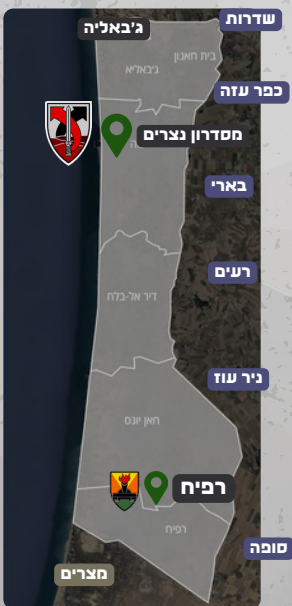 שדרות
ג'באליה
בית חאנון
ג'באליא
כפר עזה
מסדרון נצרים
בארי
רעים
דיר אל-בלח
ניר עוז
חאן יונס
רפיח
רפיח
סופה
מצרים